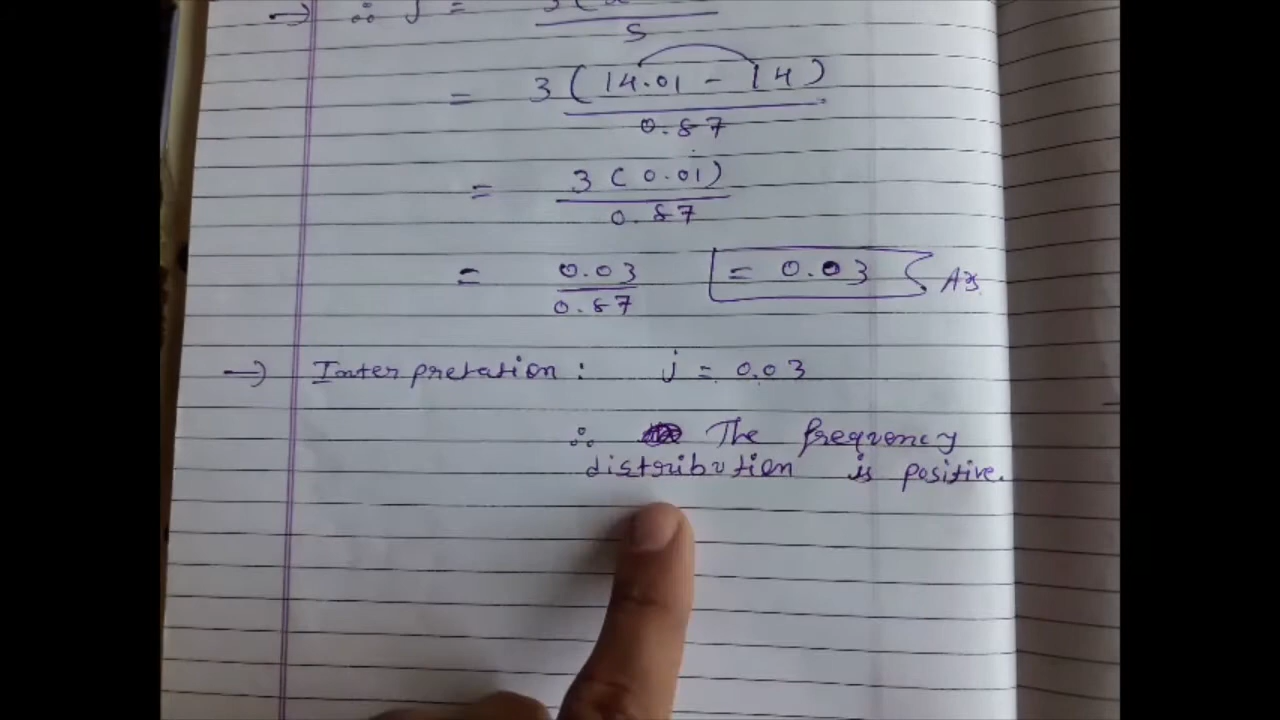 → ∴ j = 3(
S
= 3(14.01 - 14)
0.87
= 3(0.01)
0.87
= 0.03 = 0.03 Ans
0.87
→ Interpretation: j = 0.03
∴ The frequency
distribution is positive.